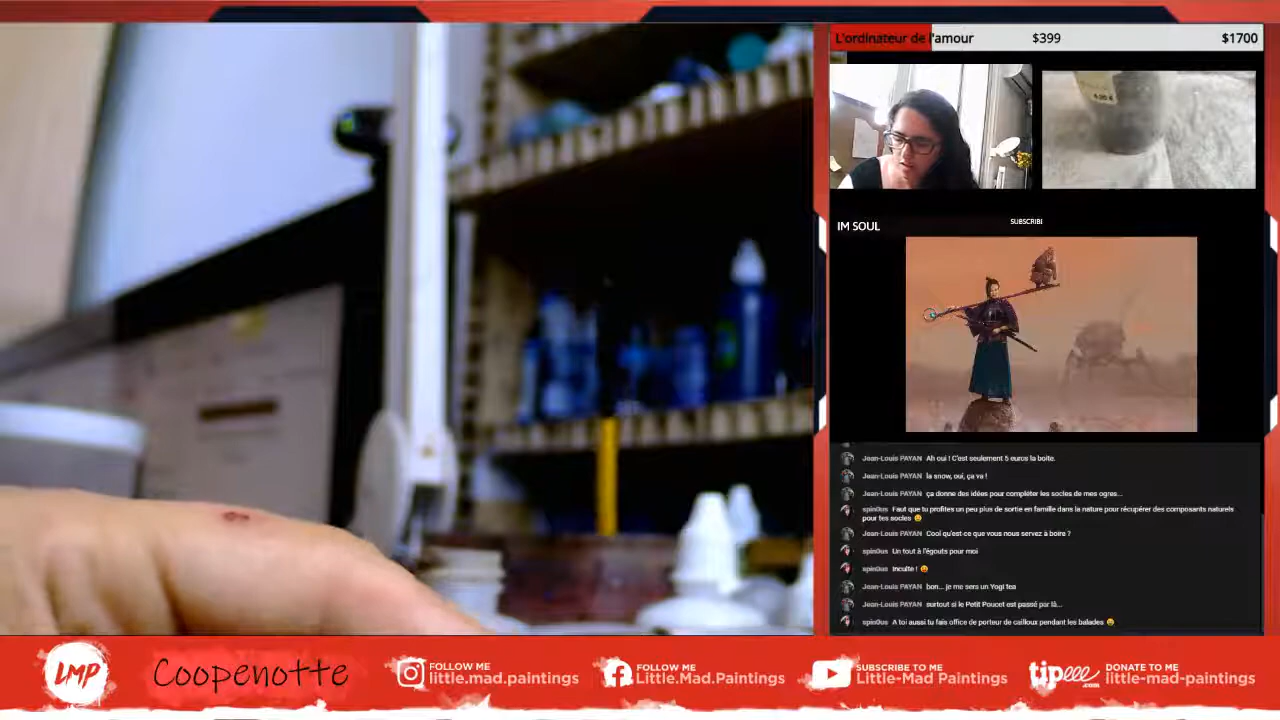 L'ordinateur de l'amour $399 $1700
IM SOUL
SUBSCRIBI
Jean-Louis PAYAN Ah oui ! C'est seulement 5 euros la boite.
Jean-Louis PAYAN la snow, oui, ça va !
Jean-Louis PAYAN ça donne des idées pour compléter les socles de mes ogres...
spin0us Faut que tu profites un peu plus de sortie en famille dans la nature pour récupérer des composants naturels
pour tes socles 😄
Jean-Louis PAYAN Cool qu'est-ce que vous nous servez à boire ?
spin0us Un tout à l'égouts pour moi
spin0us Inculte ! 😄
Jean-Louis PAYAN bon... je me sers un Yogi tea
Jean-Louis PAYAN surtout si le Petit Poucet est passé par là...
spin0us A toi aussi tu fais office de porteur de cailloux pendant les balades 😄
LMP
Coopenotte
FOLLOW ME
little.mad.paintings
FOLLOW ME
Little.Mad.Paintings
SUBSCRIBE TO ME
Little-Mad Paintings
tipeee.com
DONATE TO ME
little-mad-paintings